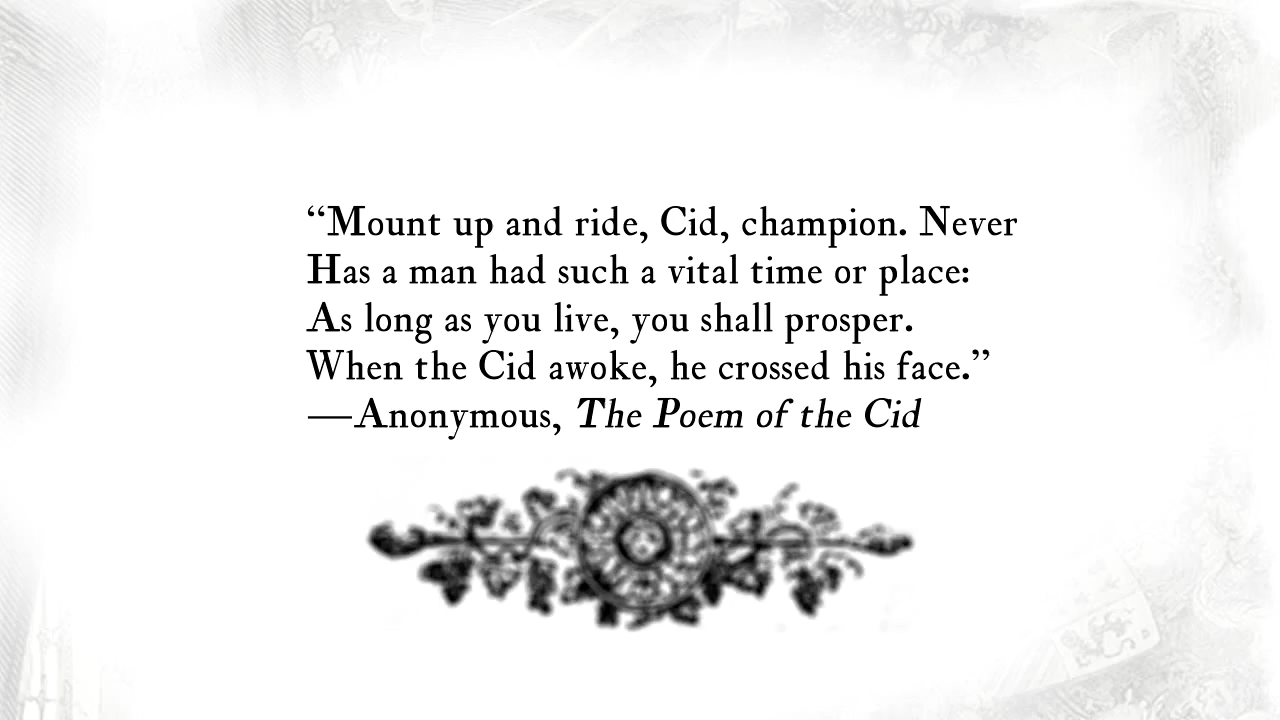 “Mount up and ride, Cid, champion. Never
Has a man had such a vital time or place:
As long as you live, you shall prosper.
When the Cid awoke, he crossed his face.”
—Anonymous, The Poem of the Cid